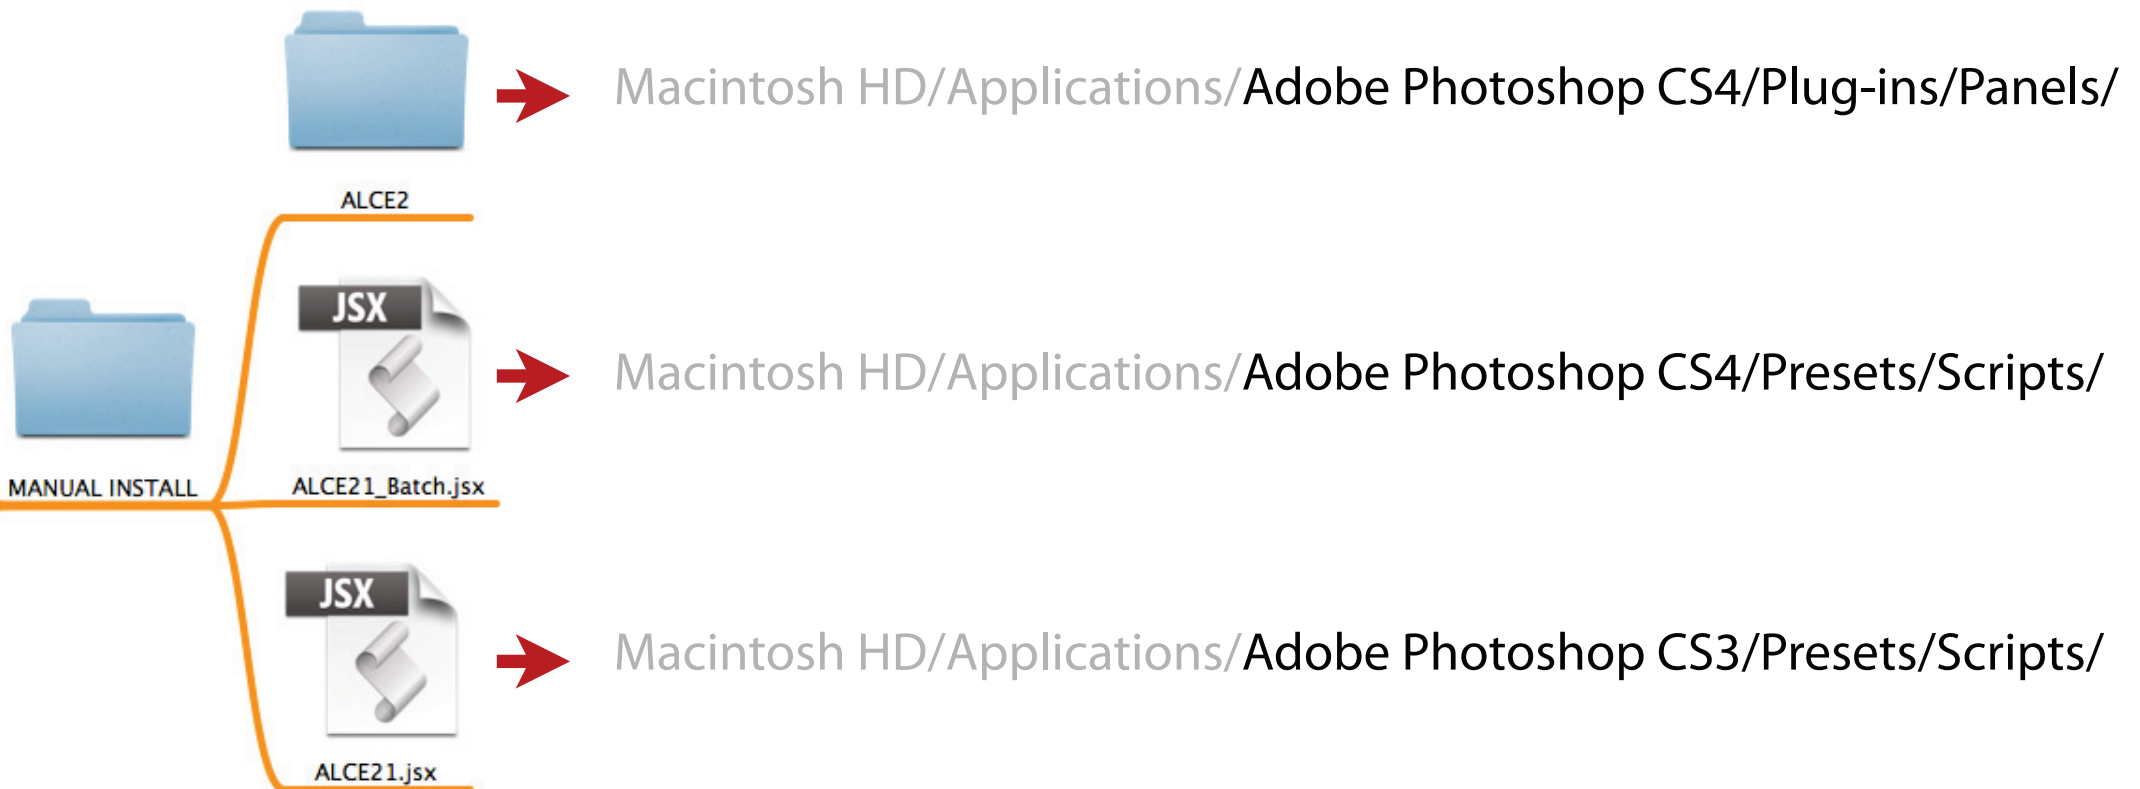 Macintosh HD/Applications/Adobe Photoshop CS4/Plug-ins/Panels/
ALCE2
JSX
Macintosh HD/Applications/Adobe Photoshop CS4/Presets/Scripts/
MANUAL INSTALL
ALCE21_Batch.jsx
JSX
Macintosh HD/Applications/Adobe Photoshop CS3/Presets/Scripts/
ALCE21.jsx